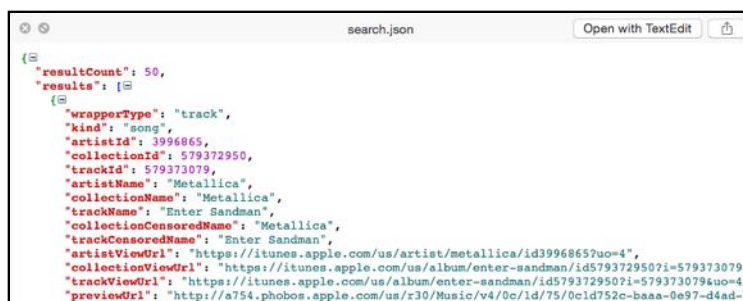 search.json
Open with TextEdit
{
"resultCount": 50,
"results": [
{
"wrapperType": "track",
"kind": "song",
"artistId": 3996865,
"collectionId": 579372950,
"trackId": 579373079,
"artistName": "Metallica",
"collectionName": "Metallica",
"trackName": "Enter Sandman",
"collectionCensoredName": "Metallica",
"trackCensoredName": "Enter Sandman",
"artistViewUrl": "https://itunes.apple.com/us/artist/metallica/id3996865?uo=4",
"collectionViewUrl": "https://itunes.apple.com/us/album/enter-sandman/id579372950?i=579373079
"trackViewUrl": "https://itunes.apple.com/us/album/enter-sandman/id579372950?i=579373079&uo=4
"previewUrl": "http://a754.phobos.apple.com/us/r30/Music/v4/0c/1d/75/0c1d752c-baaa-0e97-d4ad-